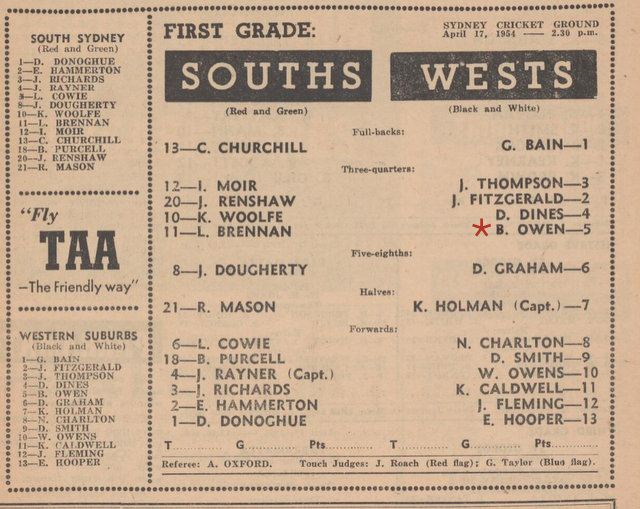 SOUTH SYDNEY
(Red and Green)
1—D. DONOGHUE
2—E. HAMMERTON
3—J. RICHARDS
4—J. RAYNER
L. COWIE
8—J. DOUGHERTY
10—K. WOOLFE
11—L. BRENNAN
12—I. MOIR
13—C. CHURCHILL
18—B. PURCELL
20—J. RENSHAW
21—R. MASON
"Fly
TAA
—The Friendly way"
WESTERN SUBURBS
(Black and White)
1—G. BAIN
2—J. FITZGERALD
3—J. THOMPSON
4—D. DINES
5—B. OWEN
6—D. GRAHAM
7—K. HOLMAN
8—N. CHARLTON
9—D. SMITH
10—W. OWENS
11—K. CALDWELL
12—J. FLEMING
13—E. HOOPER
FIRST GRADE:
SYDNEY CRICKET GROUND
April 17, 1954 —— 2.30 p.m.
SOUTHS WESTS
(Red and Green) (Black and White)
Full-backs:
13—C. CHURCHILL G. BAIN—1
Three-quarters:
12—I. MOIR J. THOMPSON—3
20—J. RENSHAW J. FITZGERALD—2
10—K. WOOLFE D. DINES—4
11—L. BRENNAN * B. OWEN—5
Five-eighths:
8—J. DOUGHERTY D. GRAHAM—6
Halves:
21—R. MASON K. HOLMAN (Capt.)—7
Forwards:
6—L. COWIE N. CHARLTON—8
18—B. PURCELL D. SMITH—9
4—J. RAYNER (Capt.) W. OWENS—10
3—J. RICHARDS K. CALDWELL—11
2—E. HAMMERTON J. FLEMING—12
1—D. DONOGHUE E. HOOPER—13
T.......... G.......... Pts.......... T.......... G.......... Pts..........
Referee: A. OXFORD. Touch Judges: J. Roach (Red flag); G. Taylor (Blue flag).